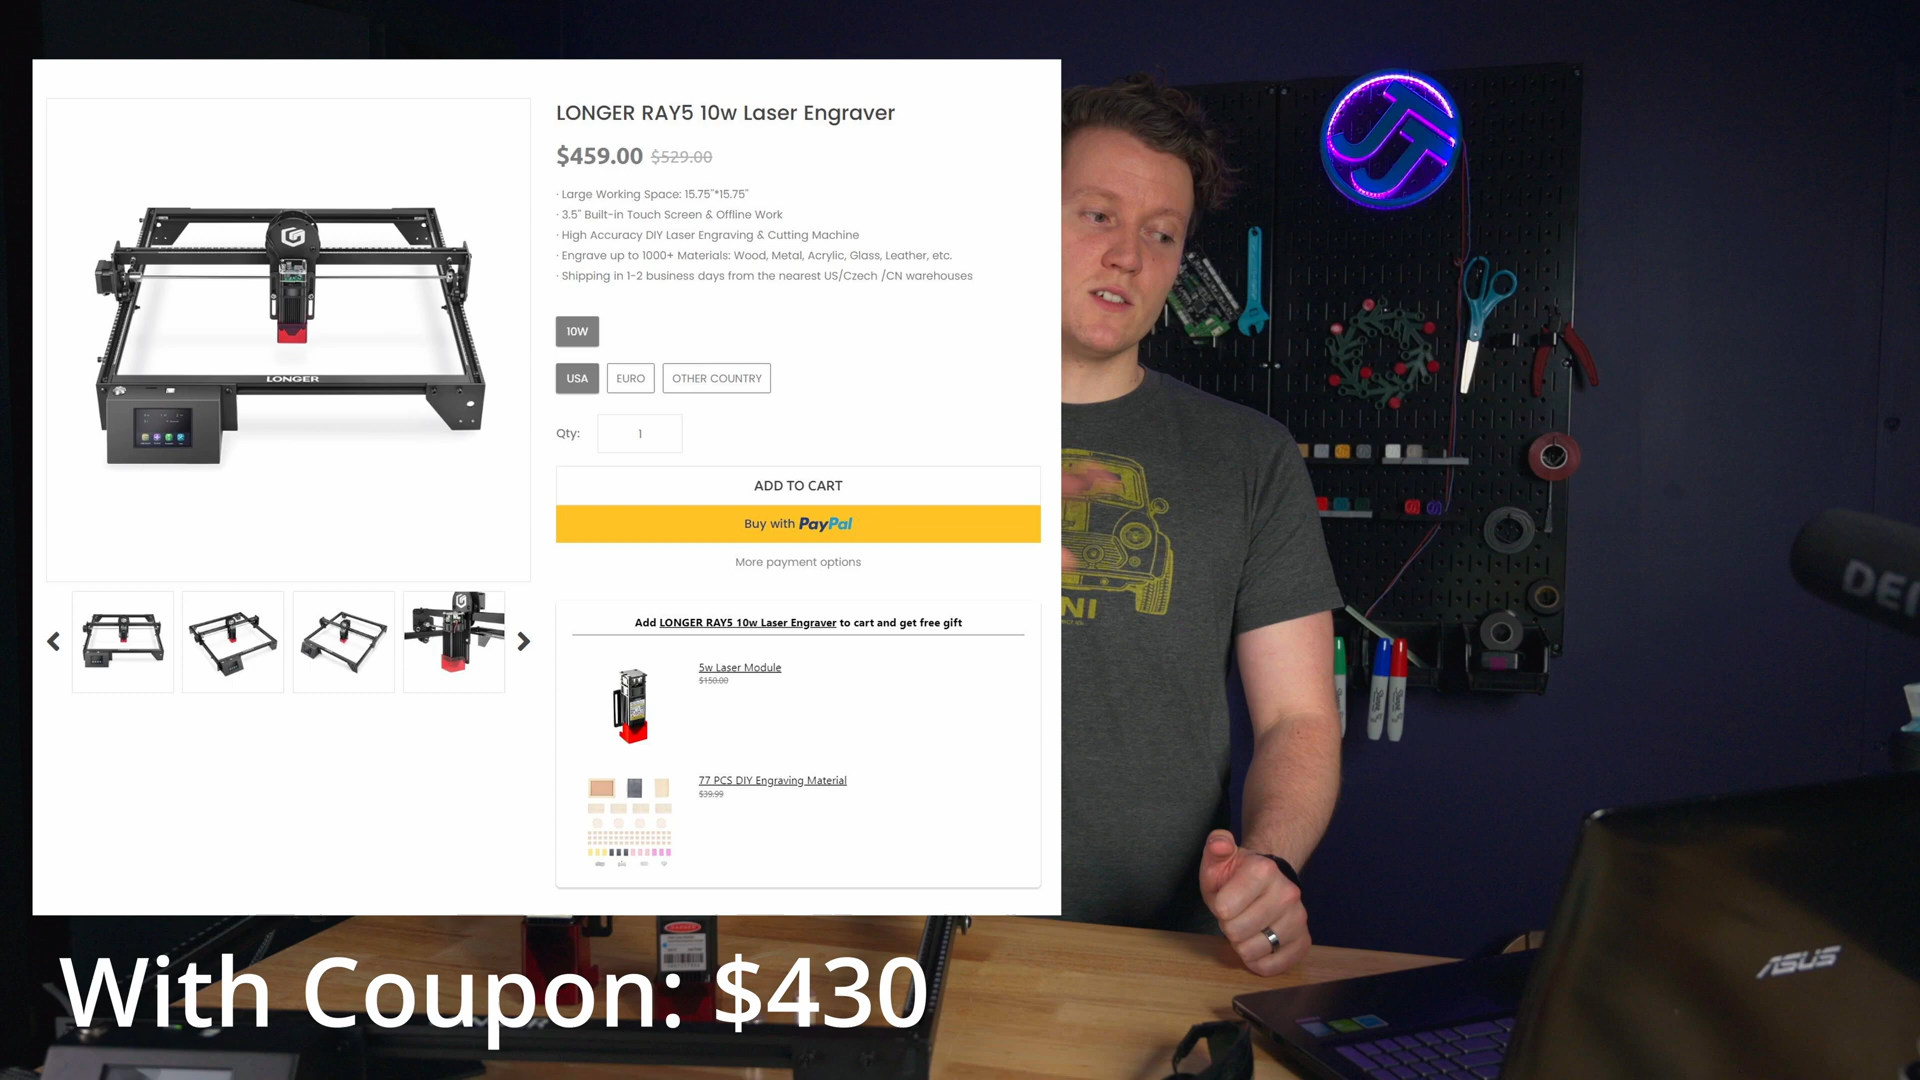 LONGER RAY5 10w Laser Engraver
$459.00 $529.00
· Large Working Space: 15.75"*15.75"
· 3.5" Built-in Touch Screen & Offline Work
· High Accuracy DIY Laser Engraving & Cutting Machine
· Engrave up to 1000+ Materials: Wood, Metal, Acrylic, Glass, Leather, etc.
· Shipping in 1-2 business days from the nearest US/Czech /CN warehouses
10W
USA EURO OTHER COUNTRY
Qty: 1
ADD TO CART
Buy with PayPal
More payment options
Add LONGER RAY5 10w Laser Engraver to cart and get free gift
5w Laser Module
$150.00
77 PCS DIY Engraving Material
$39.99
LONGER
JT
NI
DANGER
ASUS
With Coupon: $430